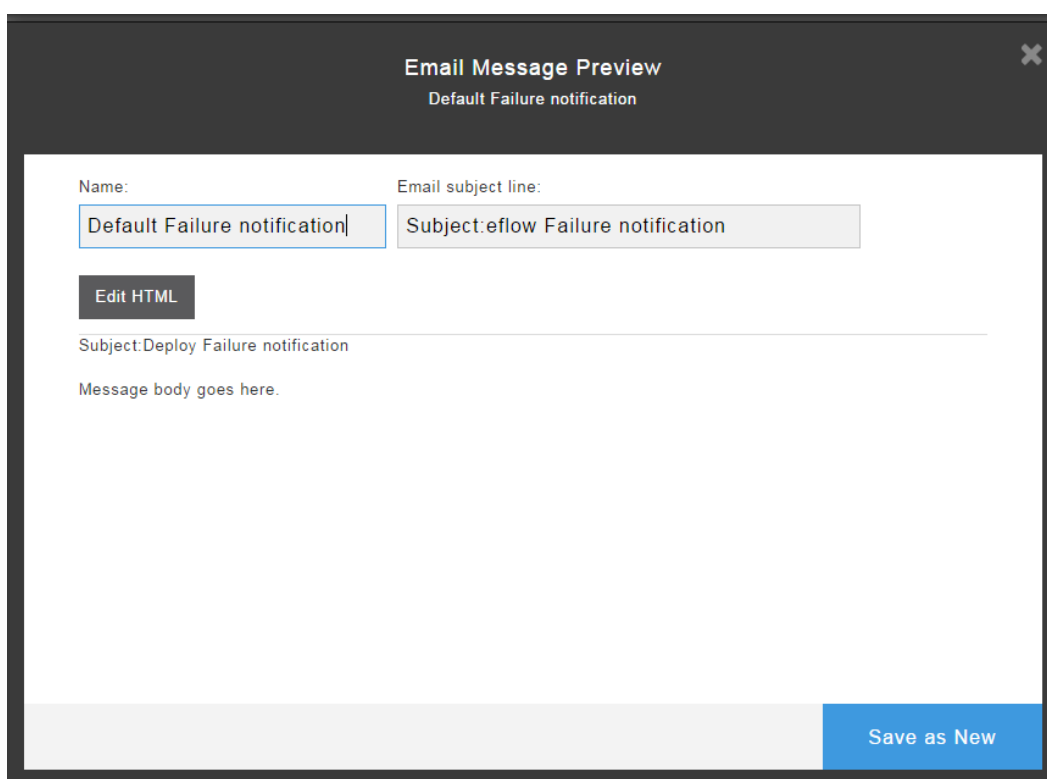 Email Message Preview
Default Failure notification
Name:
Email subject line:
Default Failure notification
Subject:eflow Failure notification
Edit HTML
Subject:Deploy Failure notification
Message body goes here.
Save as New